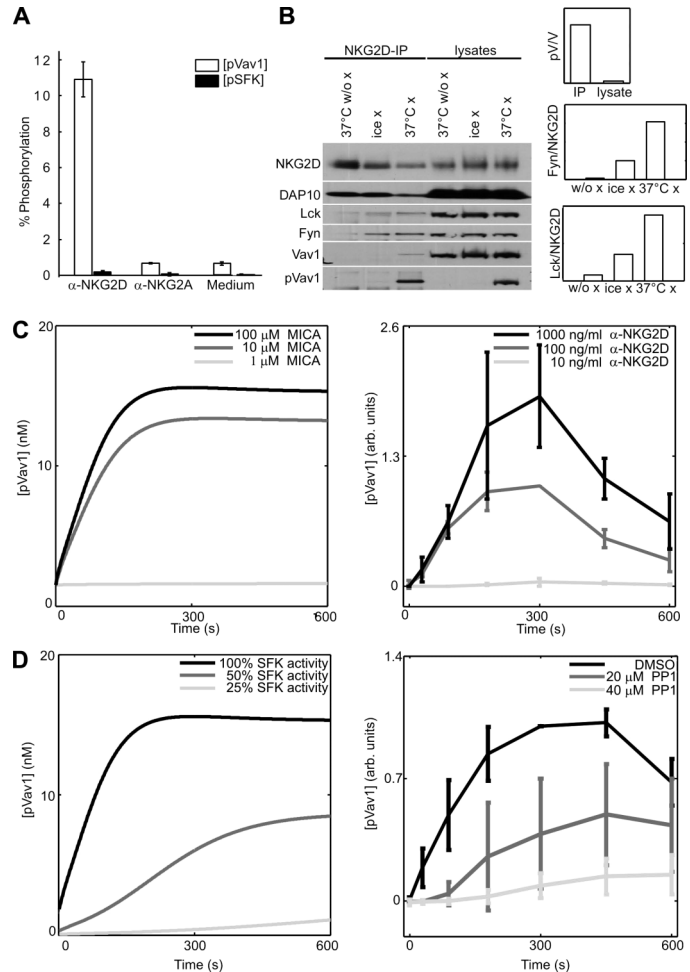 A
% Phosphorylation
12
10
8
6
4
2
0
[pVav1]
[pSFK]
α-NKG2D
α-NKG2A
Medium
B
NKG2D-IP
lysates
37°C w/o x
ice x
37°C x
37°C w/o x
ice x
37°C x
NKG2D
DAP10
Lck
Fyn
Vav1
pVav1
pV/V
IP
lysate
Fyn/NKG2D
w/o x
ice x
37°C x
Lck/NKG2D
w/o x
ice x
37°C x
C
[pVav1] (nM)
20
10
0
100 µM MICA
10 µM MICA
1 µM MICA
0
300
600
Time (s)
[pVav1] (arb. units)
2.6
1.3
0
1000 ng/ml α-NKG2D
100 ng/ml α-NKG2D
10 ng/ml α-NKG2D
0
300
600
Time (s)
D
[pVav1] (nM)
20
10
0
100% SFK activity
50% SFK activity
25% SFK activity
0
300
600
Time (s)
[pVav1] (arb. units)
1.4
0.7
0
DMSO
20 µM PP1
40 µM PP1
0
300
600
Time (s)